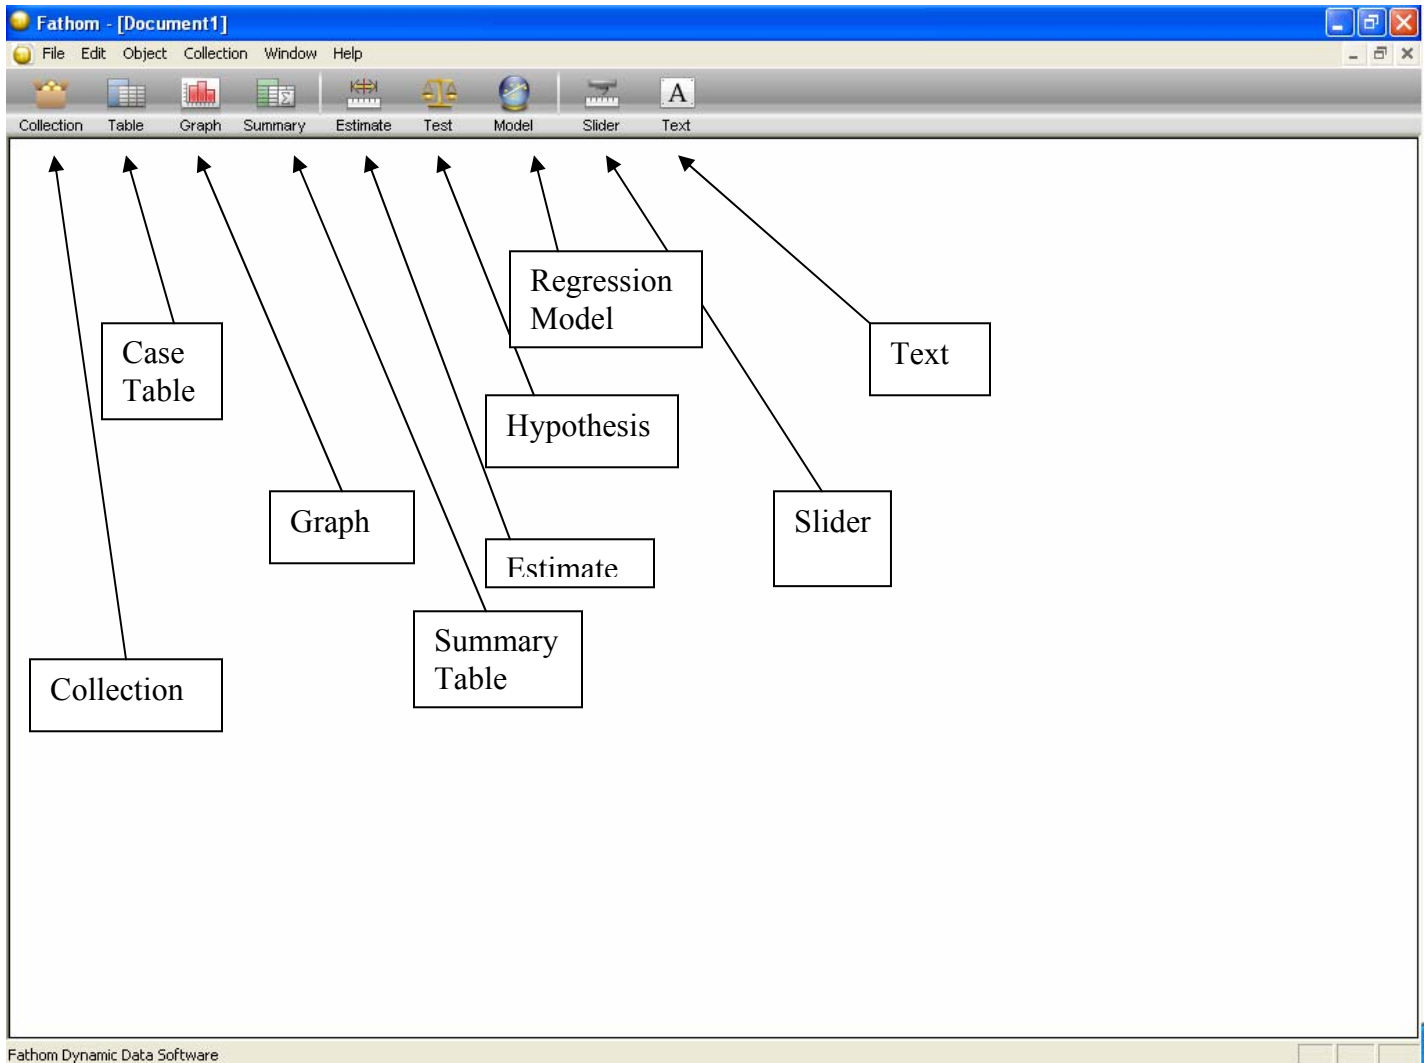 Fathom - [Document1]
File Edit Object Collection Window Help
Collection Table Graph Summary Estimate Test Model Slider Text
A
Regression
Model
Case
Table
Text
Hypothesis
Graph
Slider
Estimate
Summary
Table
Collection
Fathom Dynamic Data Software